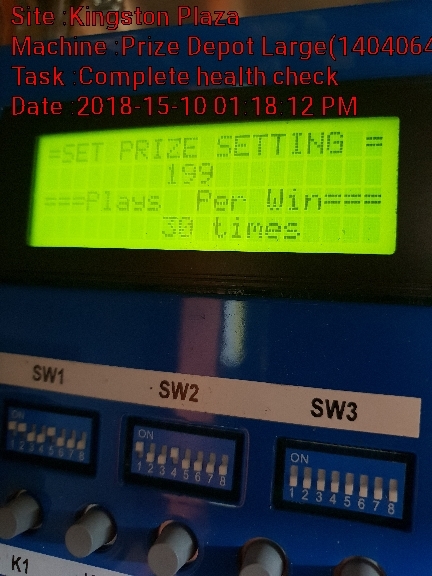 Site :Kingston Plaza
Machine :Prize Depot Large(1404064
Task :Complete health check
Date :2018-15-10 01 18 12 PM
=SET PRIZE SETTING =
199
===Plays Per Win===
30 times
SW1
SW2
SW3
ON
1 2 3 4 5 6 7 8
ON
1 2 3 4 5 6 7 8
ON
1 2 3 4 5 6 7 8
K1